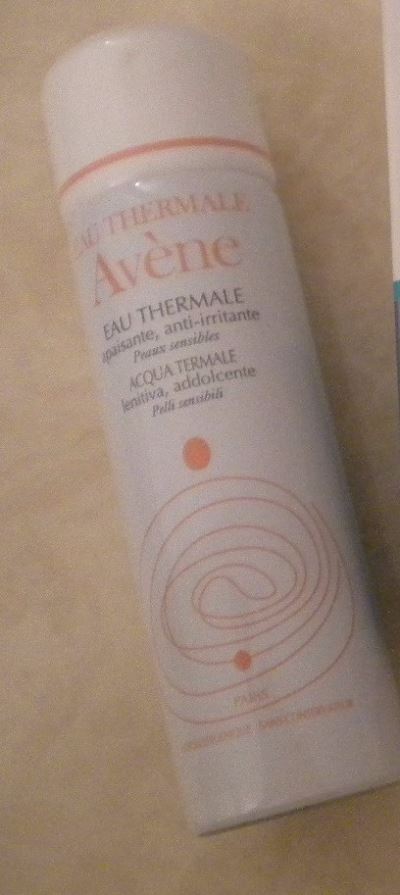 EAU THERMALE
Avène
EAU THERMALE
apaisante, anti-irritante
Peaux sensibles
ACQUA TERMALE
lenitiva, addolcente
Pelli sensibili
PARIS